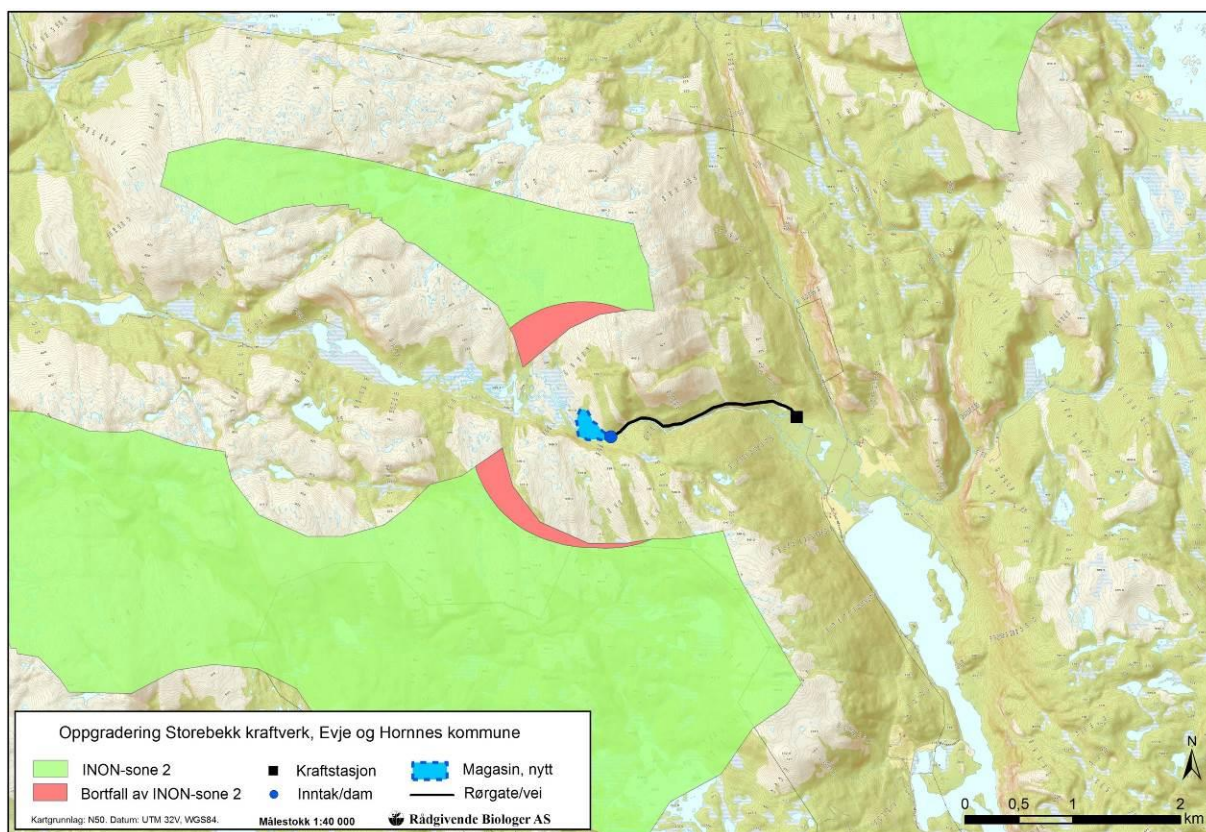 Oppgradering Storebekk kraftverk, Evje og Hornnes kommune
INON-sone 2
Kraftstasjon
Magasin, nytt
Bortfall av INON-sone 2
Inntak/dam
Rørgate/vei
Kartgrunnlag: N50. Datum: UTM 32V, WGS84.
Målestokk 1:40 000
Rådgivende Biologer AS
N
0 0,5 1 2
km